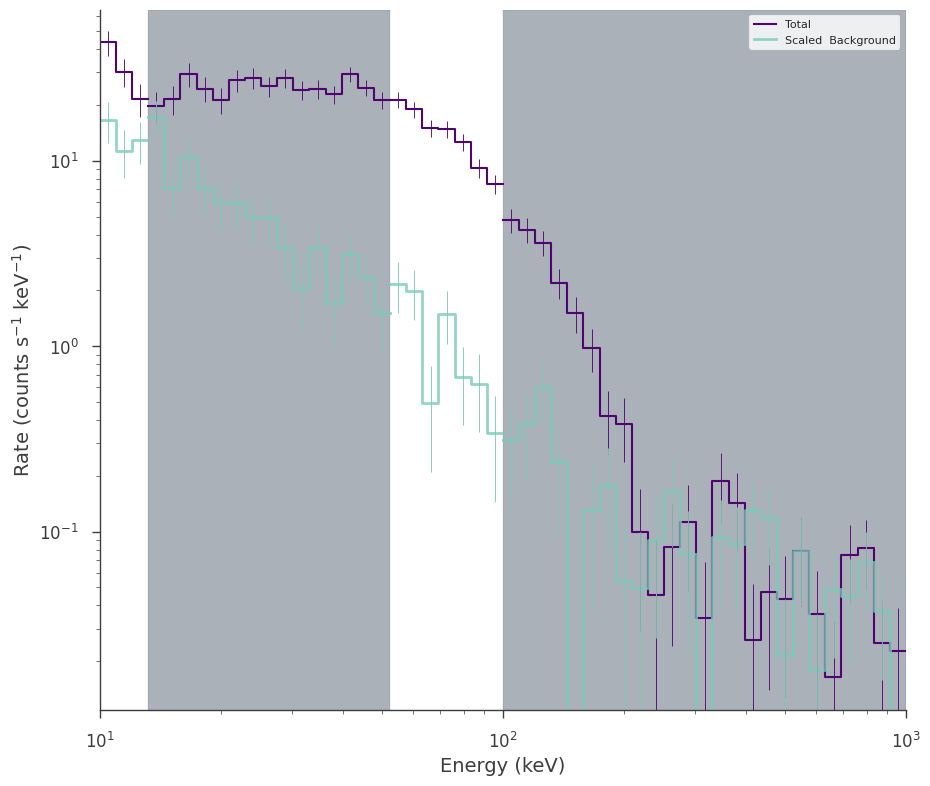 Total
Scaled  Background
10¹
10⁰
10⁻¹
Rate (counts s⁻¹ keV⁻¹)
10¹ 10² 10³
Energy (keV)